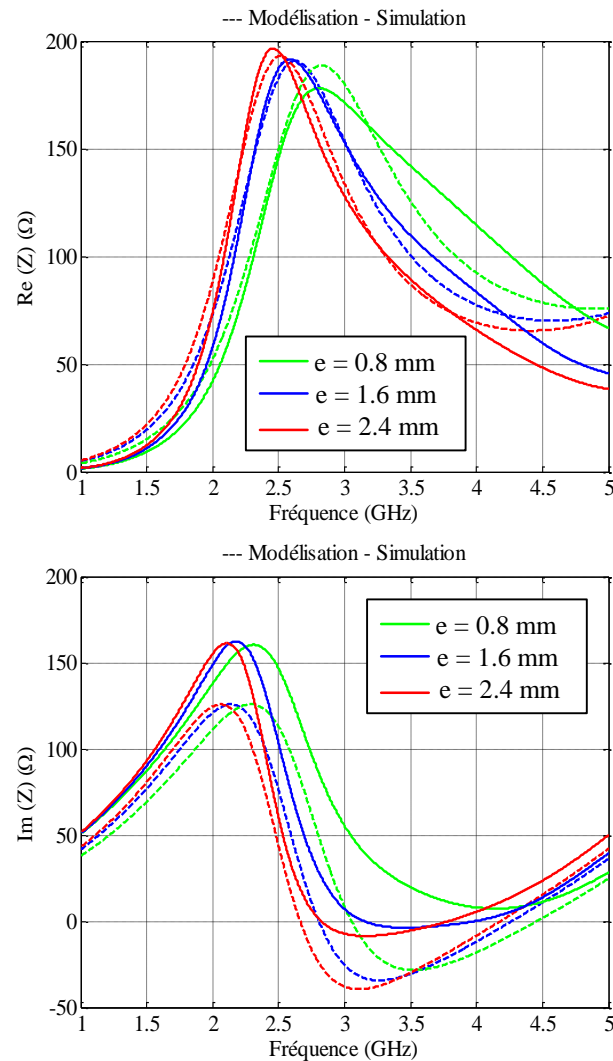 --- Modélisation - Simulation
200
150
100
50
0
Re (Z) (Ω)
e = 0.8 mm
e = 1.6 mm
e = 2.4 mm
1 1.5 2 2.5 3 3.5 4 4.5 5
Fréquence (GHz)
--- Modélisation - Simulation
200
150
100
50
0
-50
Im (Z) (Ω)
e = 0.8 mm
e = 1.6 mm
e = 2.4 mm
1 1.5 2 2.5 3 3.5 4 4.5 5
Fréquence (GHz)